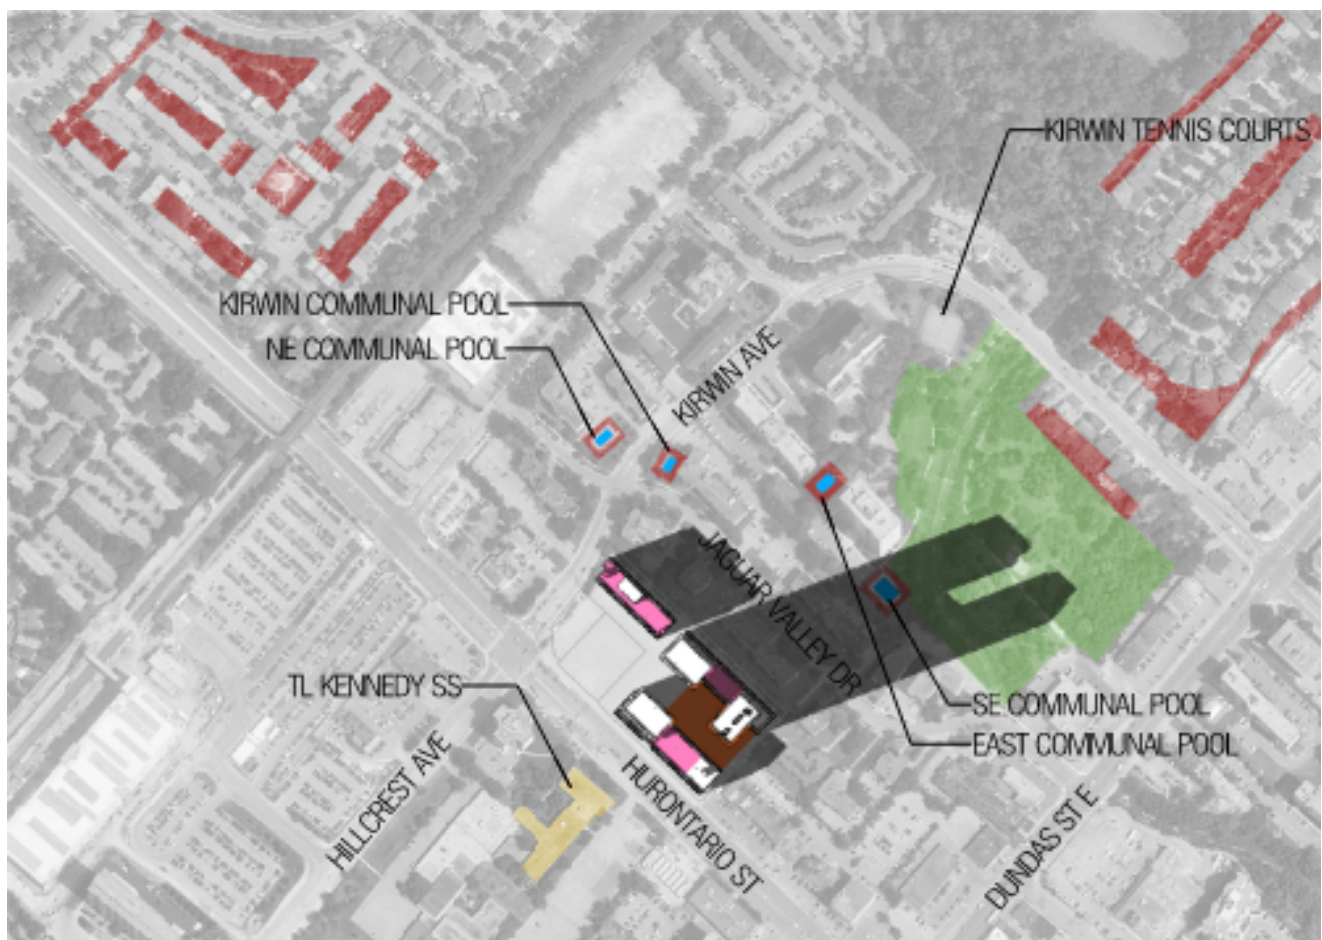 KIRWIN TENNIS COURTS
KIRWIN COMMUNAL POOL
NE COMMUNAL POOL
KIRWIN AVE
JAGUAR VALLEY DR
TL KENNEDY SS
SE COMMUNAL POOL
EAST COMMUNAL POOL
HILLCREST AVE
HURONTARIO ST
DUNDAS ST E